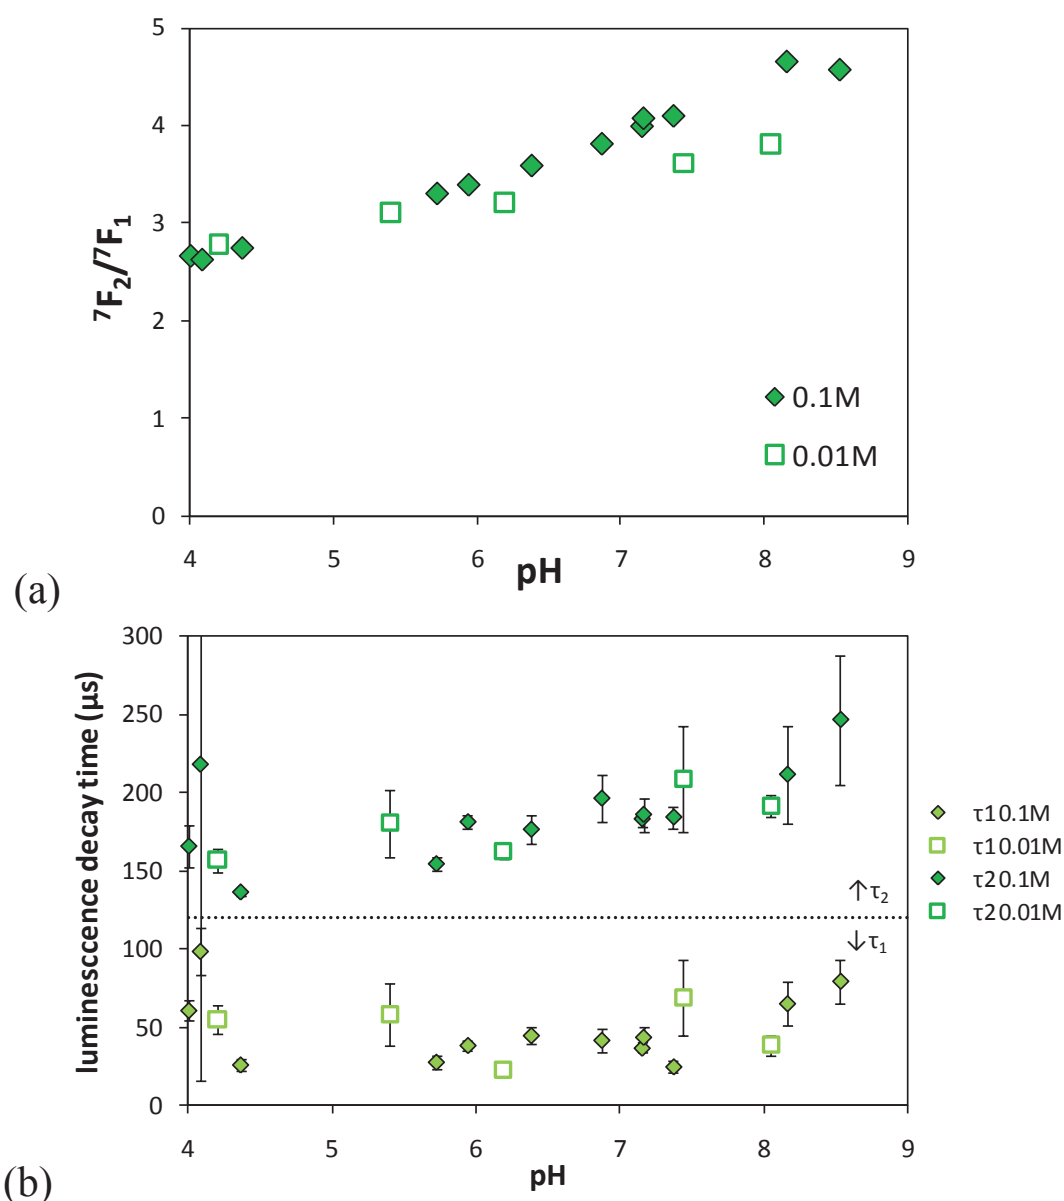 5
4
3
2
1
0
⁷F₂/⁷F₁
0.1M
0.01M
4 5 6 7 8 9
pH
(a)
300
250
200
150
100
50
0
luminesccence decay time (µs)
↑τ₂
↓τ₁
τ10.1M
τ10.01M
τ20.1M
τ20.01M
4 5 6 7 8 9
pH
(b)